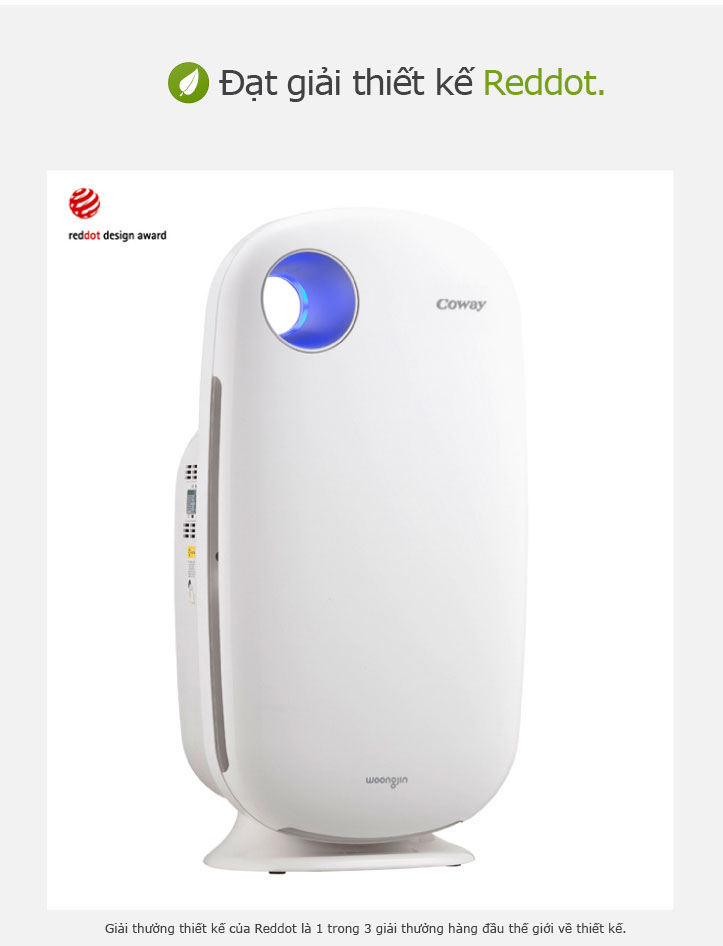 Đạt giải thiết kế Reddot.
reddot design award
Coway
woongjin
Giải thưởng thiết kế của Reddot là 1 trong 3 giải thưởng hàng đầu thế giới về thiết kế.